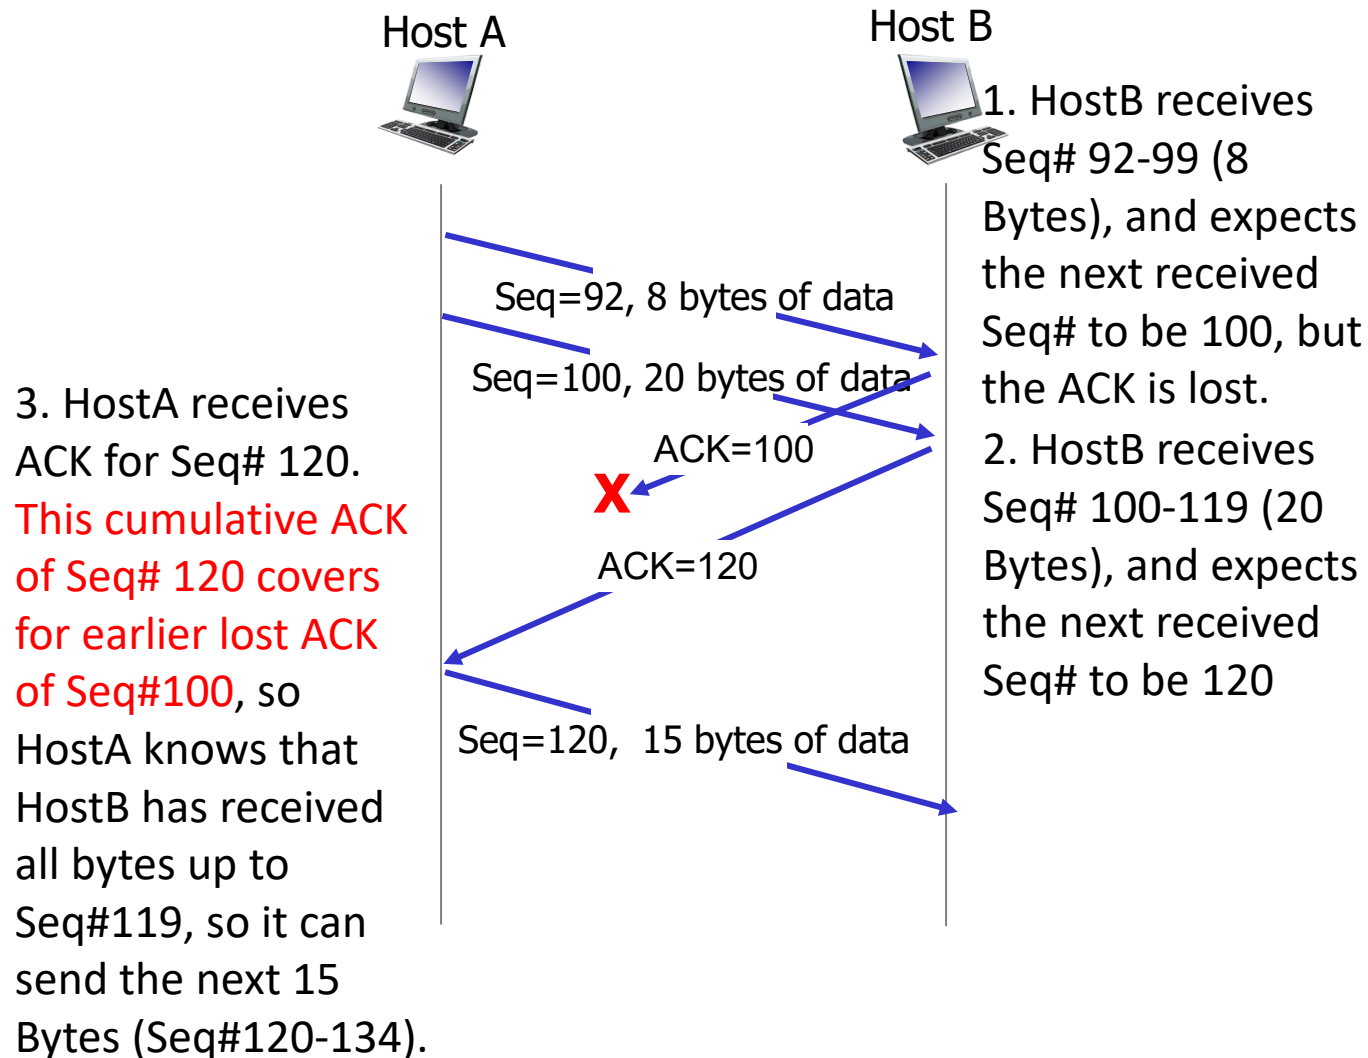 Host A
Host B
1. HostB receives
Seq# 92-99 (8
Bytes), and expects
the next received
Seq# to be 100, but
the ACK is lost.
2. HostB receives
Seq# 100-119 (20
Bytes), and expects
the next received
Seq# to be 120
Seq=92, 8 bytes of data
Seq=100, 20 bytes of data
ACK=100
X
ACK=120
Seq=120, 15 bytes of data
3. HostA receives
ACK for Seq# 120.
This cumulative ACK
of Seq# 120 covers
for earlier lost ACK
of Seq#100, so
HostA knows that
HostB has received
all bytes up to
Seq#119, so it can
send the next 15
Bytes (Seq#120-134).